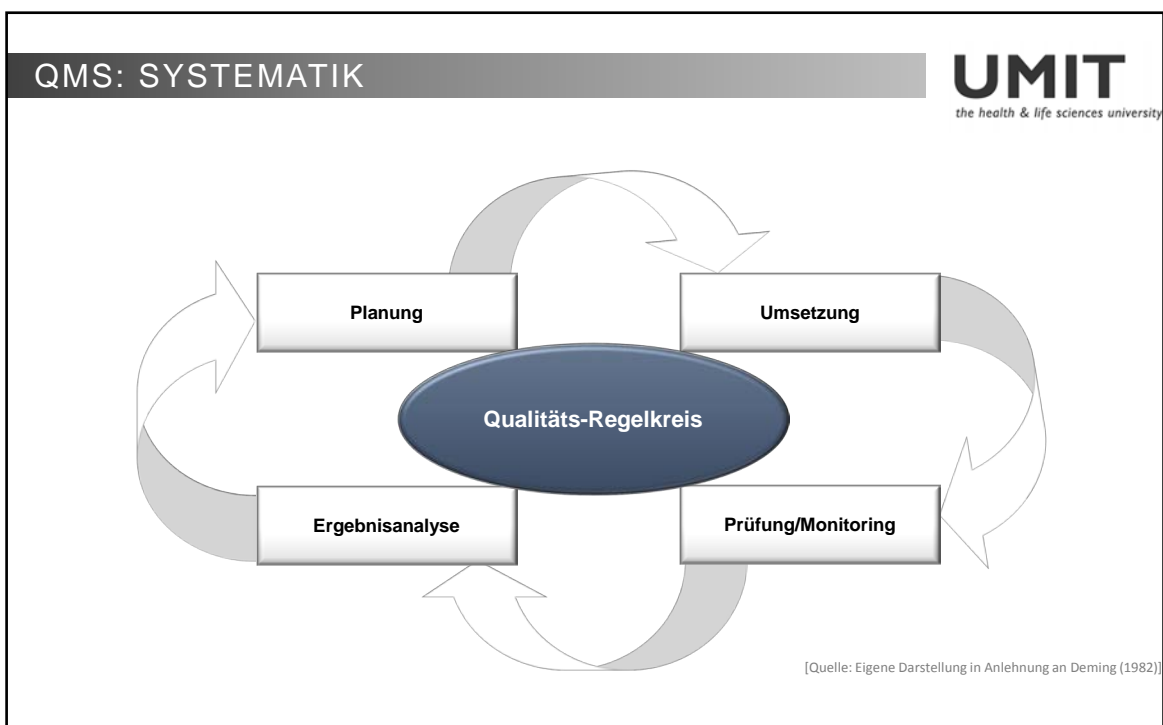 QMS: SYSTEMATIK
UMIT
the health & life sciences university
Planung
Umsetzung
Qualitäts-Regelkreis
Ergebnisanalyse
Prüfung/Monitoring
[Quelle: Eigene Darstellung in Anlehnung an Deming (1982)]